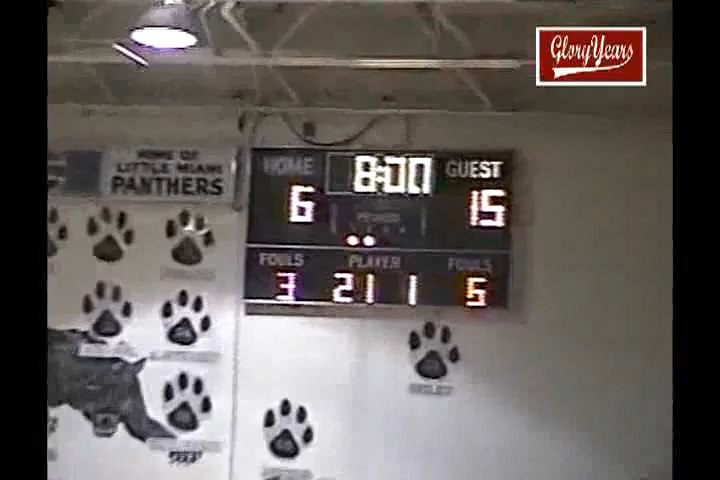 GloryYears
HOME OF
LITTLE MIAMI
PANTHERS
HOME 8:00 GUEST
6 PERIOD 15
FOULS PLAYER FOULS
3 21 1 5